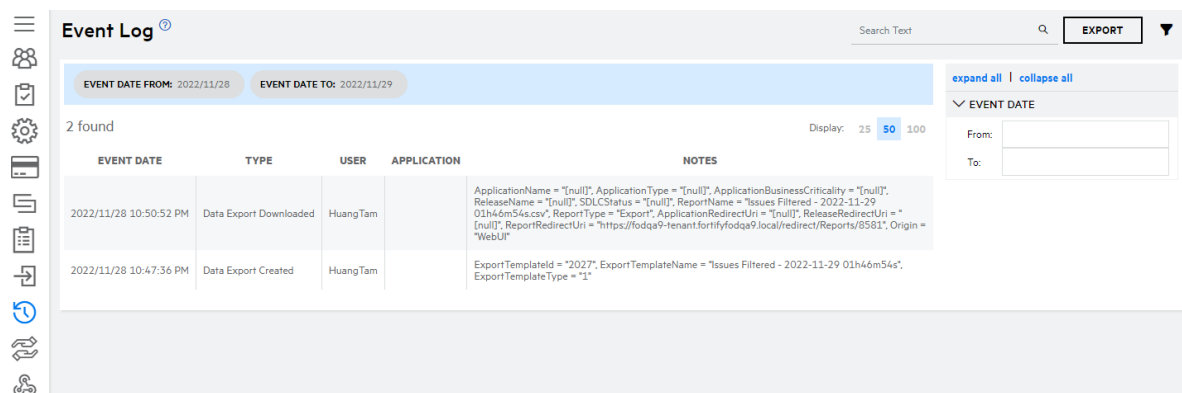 Event Log ?
Search Text
EXPORT
EVENT DATE FROM: 2022/11/28 EVENT DATE TO: 2022/11/29
expand all | collapse all
EVENT DATE
From:
To:
2 found
Display: 25 50 100
EVENT DATE TYPE USER APPLICATION NOTES
2022/11/28 10:50:52 PM Data Export Downloaded HuangTam
ApplicationName = "[null]", ApplicationType = "[null]", ApplicationBusinessCriticality = "[null]",
ReleaseName = "[null]", SDLCStatus = "[null]", ReportName = "Issues Filtered - 2022-11-29
01h46m54s.csv", ReportType = "Export", ApplicationRedirectUri = "[null]", ReleaseRedirectUri = "
[null]", ReportRedirectUri = "https://fodqa9-tenant.fortifyfodqa9.local/redirect/Reports/8581", Origin =
"WebUI"
2022/11/28 10:47:36 PM Data Export Created HuangTam
ExportTemplateId = "2027", ExportTemplateName = "Issues Filtered - 2022-11-29 01h46m54s",
ExportTemplateType = "1"